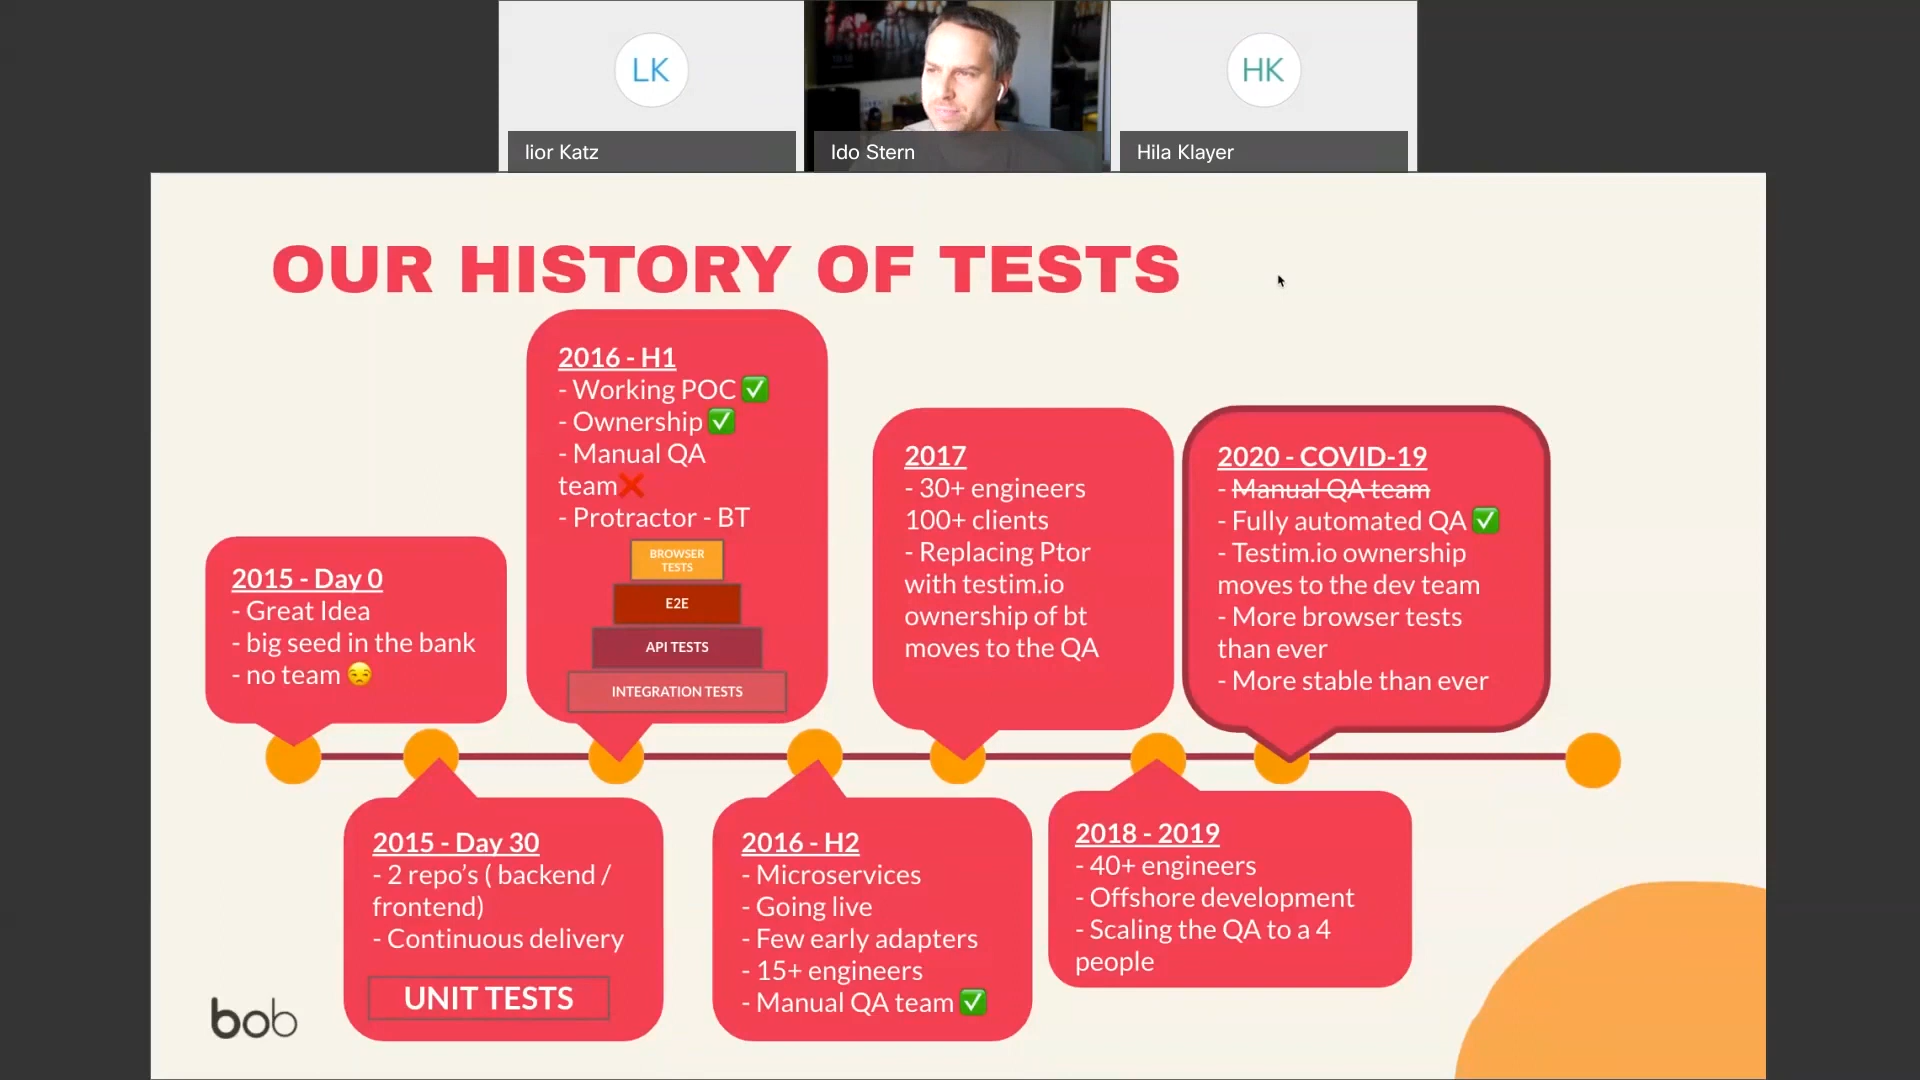 LK
HK
lior Katz
Ido Stern
Hila Klayer
OUR HISTORY OF TESTS
2015 - Day 0
- Great Idea
- big seed in the bank
- no team 😒
2015 - Day 30
- 2 repo's ( backend /
frontend)
- Continuous delivery
UNIT TESTS
2016 - H1
- Working POC ✅
- Ownership ✅
- Manual QA
team❌
- Protractor - BT
BROWSER
TESTS
E2E
API TESTS
INTEGRATION TESTS
2016 - H2
- Microservices
- Going live
- Few early adapters
- 15+ engineers
- Manual QA team ✅
2017
- 30+ engineers
100+ clients
- Replacing Ptor
with testim.io
ownership of bt
moves to the QA
2018 - 2019
- 40+ engineers
- Offshore development
- Scaling the QA to a 4
people
2020 - COVID-19
- Manual QA team
- Fully automated QA ✅
- Testim.io ownership
moves to the dev team
- More browser tests
than ever
- More stable than ever
bob